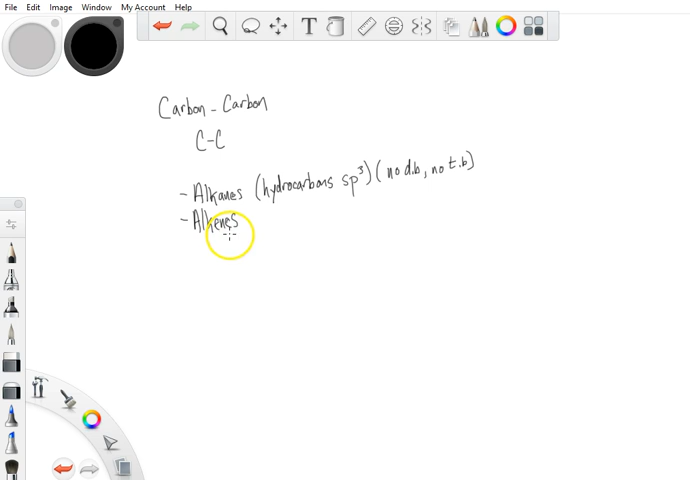 File Edit Image Window My Account Help
T
Carbon - Carbon
C-C
- Alkanes (hydrocarbons sp³) (no d.b, no t.b)
- Alkenes